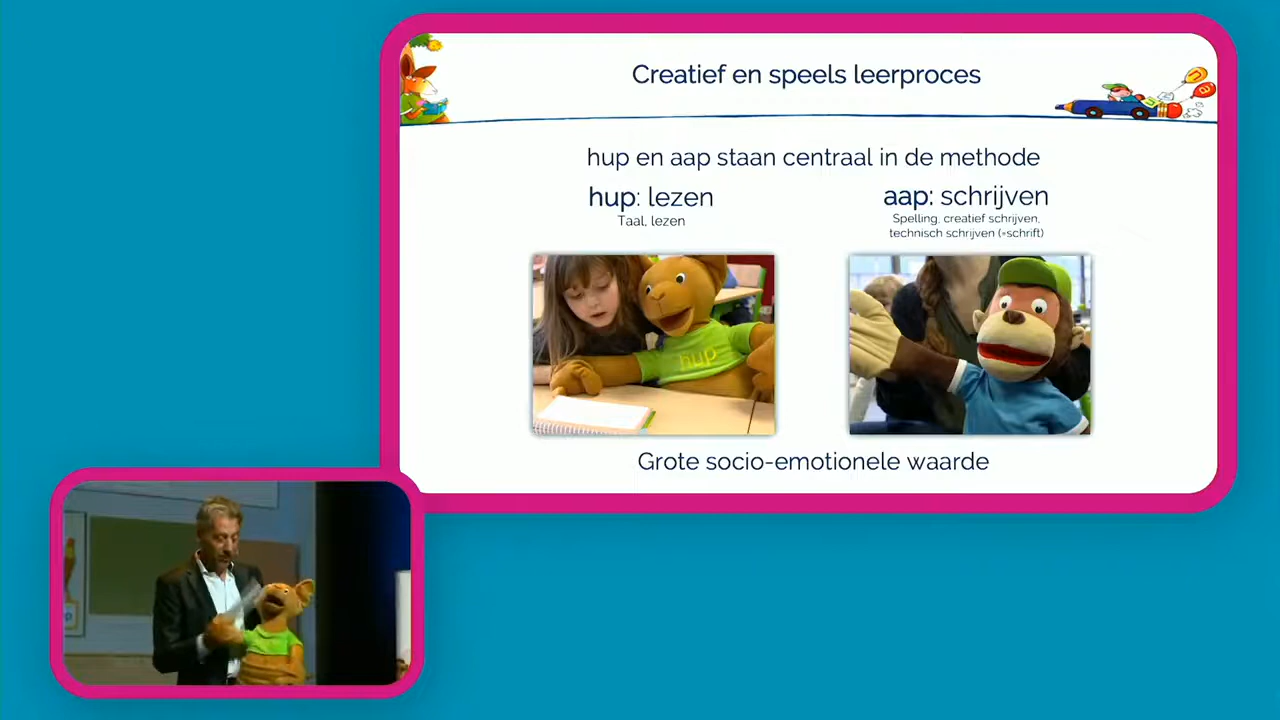 Creatief en speels leerproces
hup en aap staan centraal in de methode
hup: lezen
Taal, lezen
aap: schrijven
Spelling, creatief schrijven,
technisch schrijven (=schrift)
hup
Grote socio-emotionele waarde